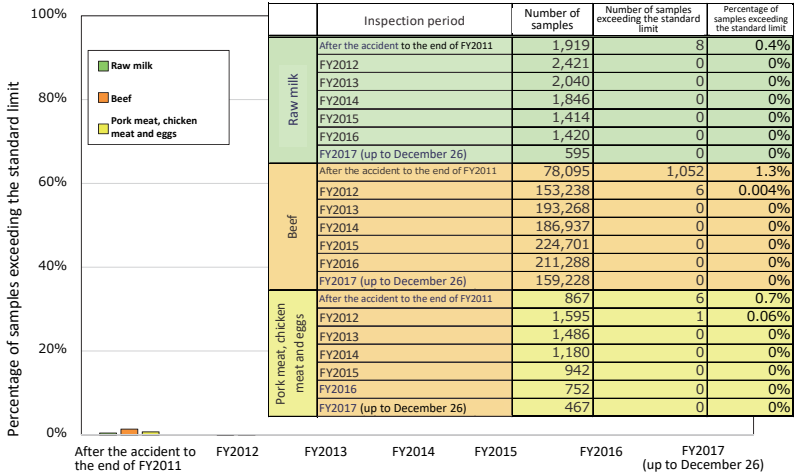 Percentage of samples exceeding the standard limit
100%
80%
60%
40%
20%
0%
Raw milk
Beef
Pork meat, chicken
meat and eggs
Inspection period
Number of
samples
Number of samples
exceeding the standard
limit
Percentage of
samples exceeding
the standard limit
Raw milk
After the accident to the end of FY2011 1,919 8 0.4%
FY2012 2,421 0 0%
FY2013 2,040 0 0%
FY2014 1,846 0 0%
FY2015 1,414 0 0%
FY2016 1,420 0 0%
FY2017 (up to December 26) 595 0 0%
Beef
After the accident to the end of FY2011 78,095 1,052 1.3%
FY2012 153,238 6 0.004%
FY2013 193,268 0 0%
FY2014 186,937 0 0%
FY2015 224,701 0 0%
FY2016 211,288 0 0%
FY2017 (up to December 26) 159,228 0 0%
Pork meat, chicken
meat and eggs
After the accident to the end of FY2011 867 6 0.7%
FY2012 1,595 1 0.06%
FY2013 1,486 0 0%
FY2014 1,180 0 0%
FY2015 942 0 0%
FY2016 752 0 0%
FY2017 (up to December 26) 467 0 0%
After the accident to
the end of FY2011
FY2012
FY2013
FY2014
FY2015
FY2016
FY2017
(up to December 26)